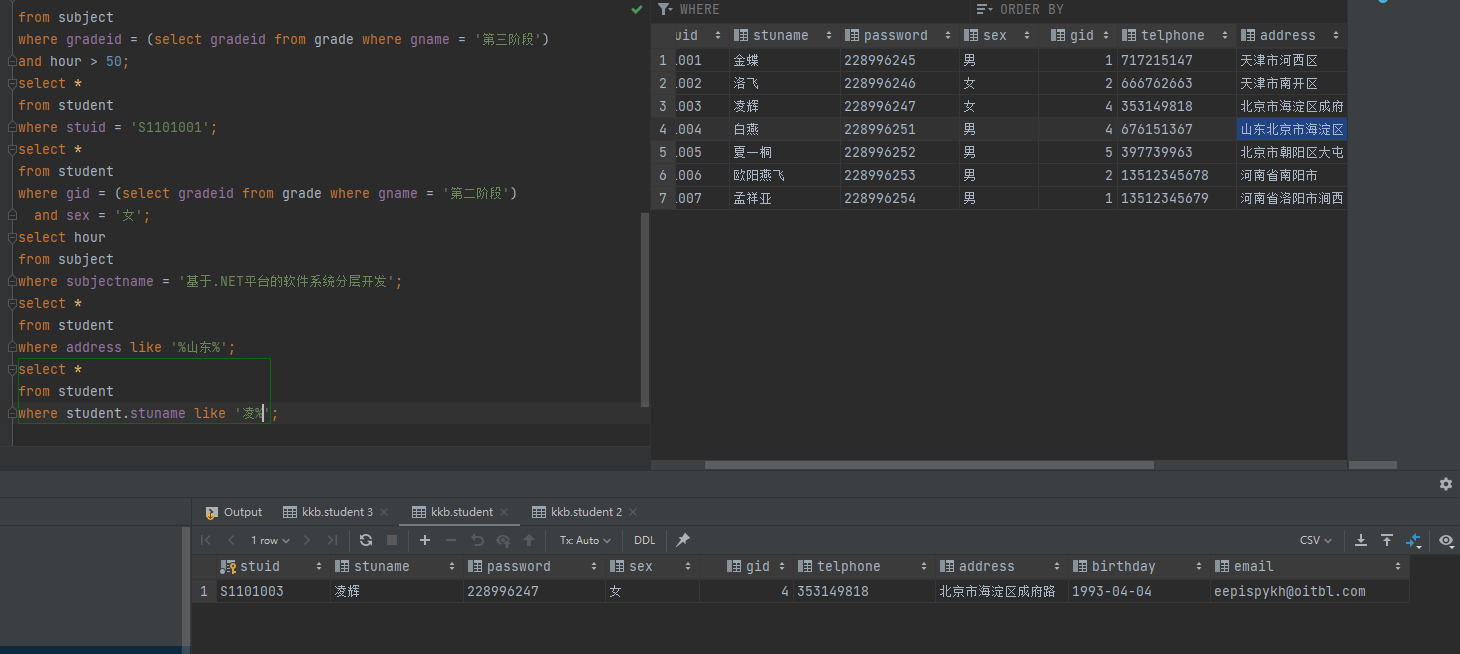 from subject
where gradeid = (select gradeid from grade where gname = '第三阶段')
and hour > 50;
select *
from student
where stuid = 'S1101001';
select *
from student
where gid = (select gradeid from grade where gname = '第二阶段')
and sex = '女';
select hour
from subject
where subjectname = '基于.NET平台的软件系统分层开发';
select *
from student
where address like '%山东%';
select *
from student
where student.stuname like '凌%';
WHERE ORDER BY
uid stuname password sex gid telphone address
1 .001 金蝶 228996245 男 1 717215147 天津市河西区
2 .002 洛飞 228996246 女 2 666762663 天津市南开区
3 .003 凌辉 228996247 女 4 353149818 北京市海淀区成府
4 .004 白燕 228996251 男 4 676151367 山东北京市海淀区
5 .005 夏一桐 228996252 男 5 397739963 北京市朝阳区大屯
6 .006 欧阳燕飞 228996253 男 2 13512345678 河南省南阳市
7 .007 孟祥亚 228996254 男 1 13512345679 河南省洛阳市涧西
Output kkb.student 3 kkb.student kkb.student 2
1 row Tx: Auto DDL CSV
stuid stuname password sex gid telphone address birthday email
1 S1101003 凌辉 228996247 女 4 353149818 北京市海淀区成府路 1993-04-04 eepispykh@oitbl.com